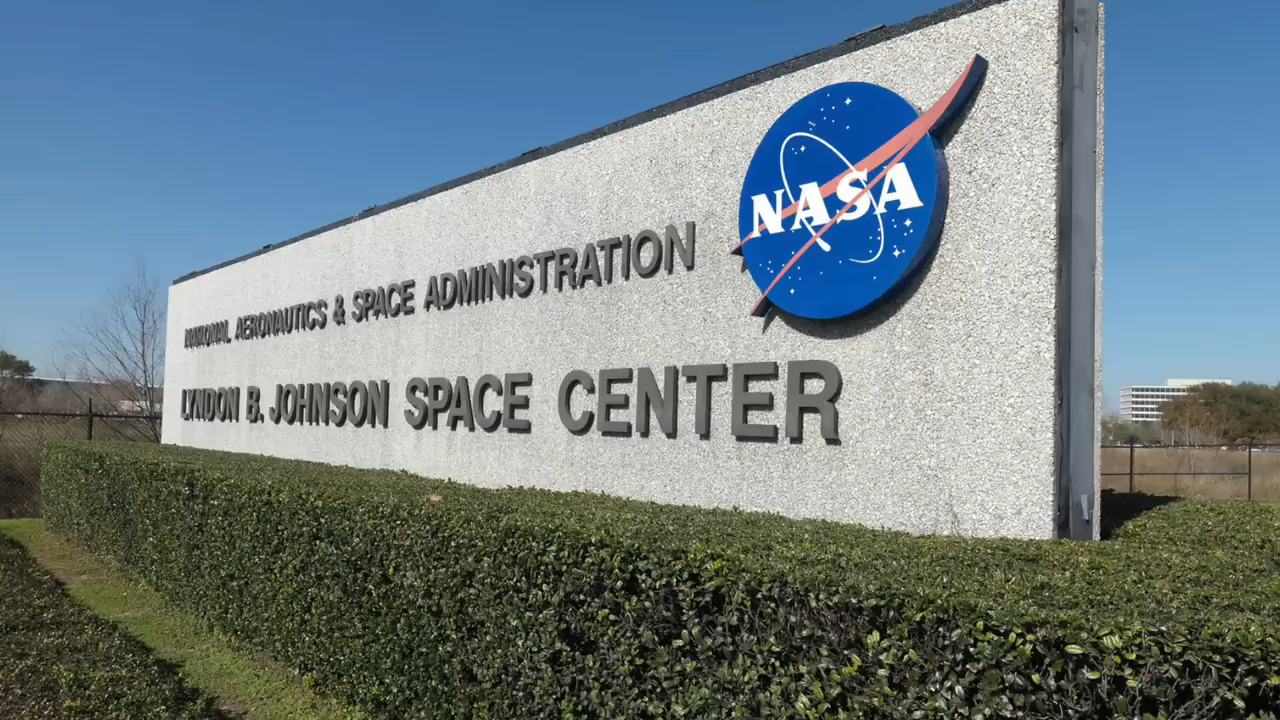 NASA
NATIONAL AERONAUTICS & SPACE ADMINISTRATION
LYNDON B. JOHNSON SPACE CENTER